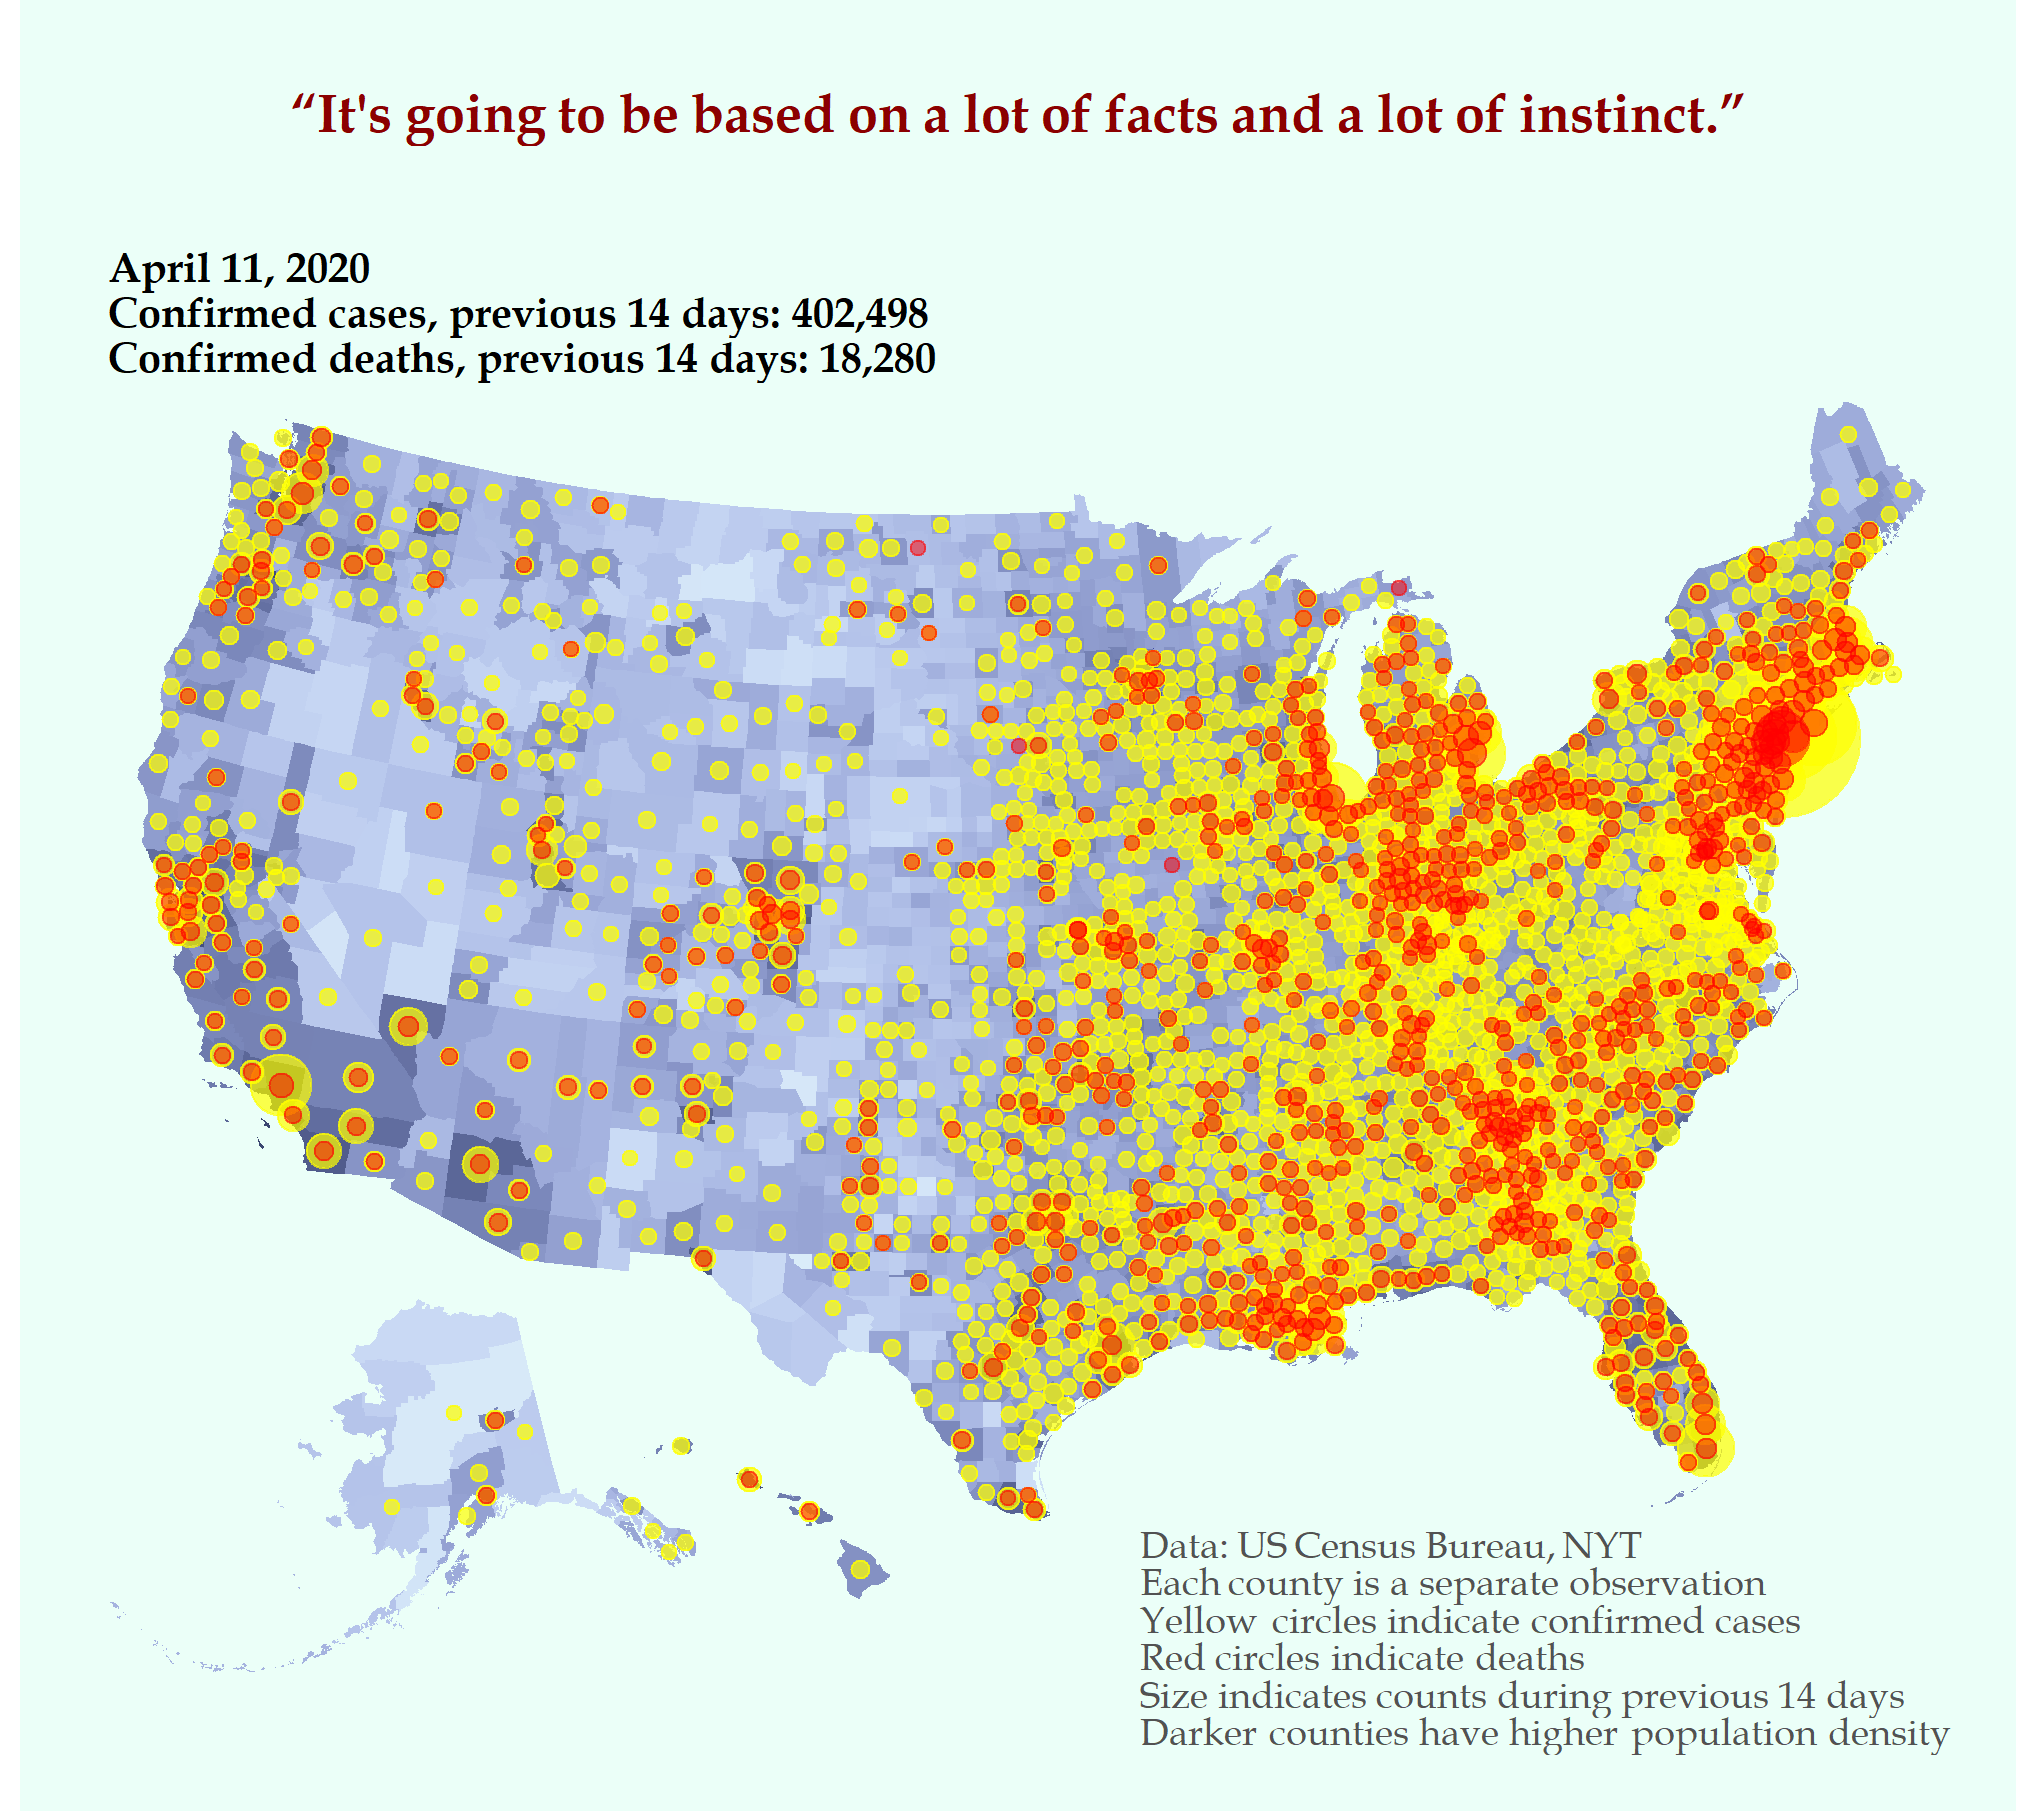 “It's going to be based on a lot of facts and a lot of instinct.”
April 11, 2020
Confirmed cases, previous 14 days: 402,498
Confirmed deaths, previous 14 days: 18,280
Data: US Census Bureau, NYT
Each county is a separate observation
Yellow circles indicate confirmed cases
Red circles indicate deaths
Size indicates counts during previous 14 days
Darker counties have higher population density